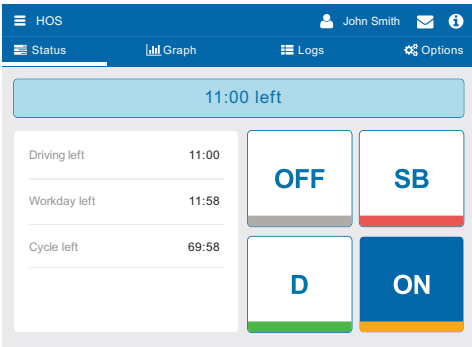 HOS
John Smith
Status
Graph
Logs
Options
11:00 left
Driving left 11:00
Workday left 11:58
Cycle left 69:58
OFF
SB
D
ON